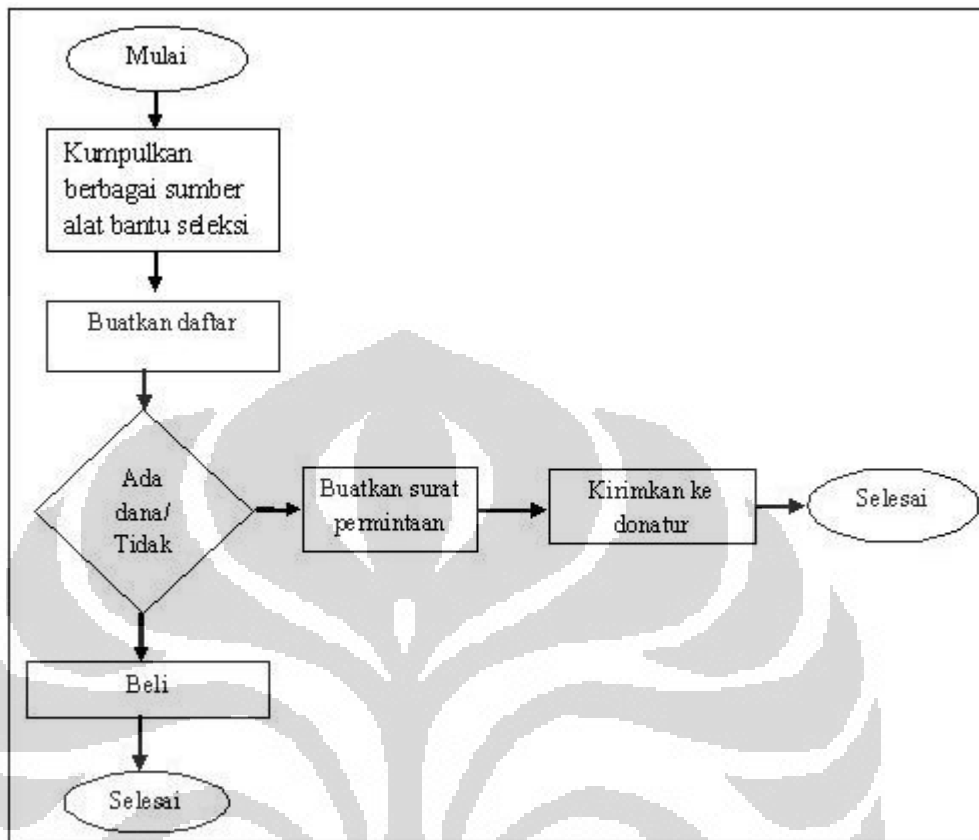 Mulai
Kumpulkan
berbagai sumber
alat bantu seleksi
Buatkan daftar
Ada
dana/
Tidak
Buatkan surat
permintaan
Kirimkan ke
donatur
Selesai
Beli
Selesai